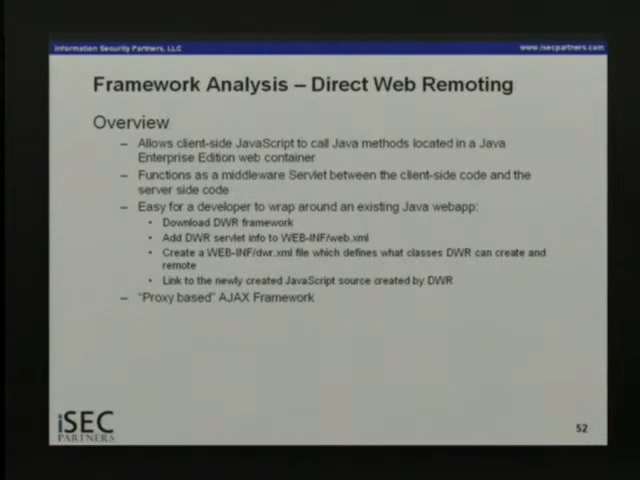 Information Security Partners, LLC
www.isecpartners.com
Framework Analysis – Direct Web Remoting
Overview
– Allows client-side JavaScript to call Java methods located in a Java
Enterprise Edition web container
– Functions as a middleware Servlet between the client-side code and the
server side code
– Easy for a developer to wrap around an existing Java webapp:
• Download DWR framework
• Add DWR servlet info to WEB-INF/web.xml
• Create a WEB-INF/dwr.xml file which defines what classes DWR can create and
remote
• Link to the newly created JavaScript source created by DWR
– "Proxy based" AJAX Framework
iSEC
PARTNERS
52